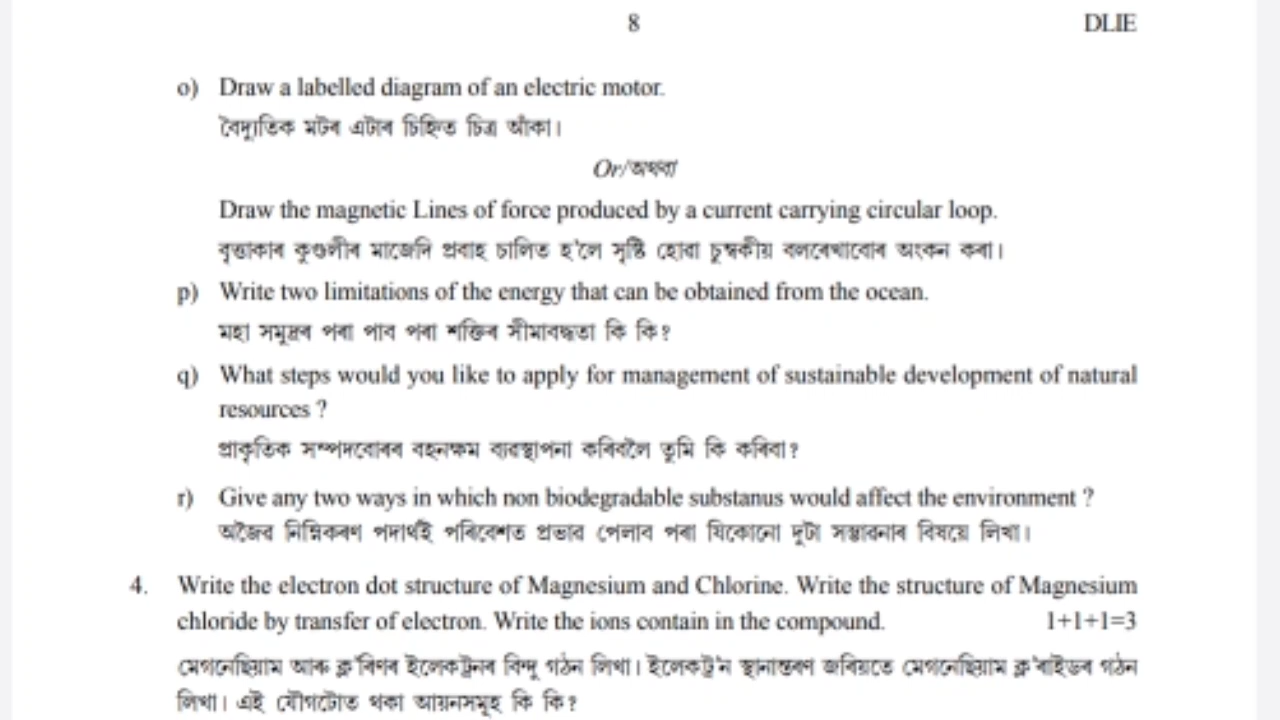 8 DLIE
o) Draw a labelled diagram of an electric motor.
বৈদ্যুতিক মটৰ এটাৰ চিহ্নিত চিত্ৰ আঁকা।
Or/অথবা
Draw the magnetic Lines of force produced by a current carrying circular loop.
বৃত্তাকাৰ কুণ্ডলীৰ মাজেদি প্ৰবাহ চালিত হ'লে সৃষ্টি হোৱা চুম্বকীয় বলৰেখাবোৰ অংকন কৰা।
p) Write two limitations of the energy that can be obtained from the ocean.
মহা সমুদ্ৰৰ পৰা পাব পৰা শক্তিৰ সীমাবদ্ধতা কি কি?
q) What steps would you like to apply for management of sustainable development of natural
resources ?
প্ৰাকৃতিক সম্পদবোৰৰ বহনক্ষম ব্যৱস্থাপনা কৰিবলৈ তুমি কি কৰিবা?
r) Give any two ways in which non biodegradable substanus would affect the environment ?
অজৈৱ নিম্নিকৰণ পদাৰ্থই পৰিবেশত প্ৰভাৱ পেলাব পৰা যিকোনো দুটা সম্ভাৱনাৰ বিষয়ে লিখা।
4. Write the electron dot structure of Magnesium and Chlorine. Write the structure of Magnesium
chloride by transfer of electron. Write the ions contain in the compound. 1+1+1=3
মেগনেছিয়াম আৰু ক্ল'ৰিণৰ ইলেকট্ৰনৰ বিন্দু গঠন লিখা। ইলেকট্ৰ'ন স্থানান্তৰণ জৰিয়তে মেগনেছিয়াম ক্ল'ৰাইডৰ গঠন
লিখা। এই যৌগটোত থকা আয়নসমূহ কি কি?